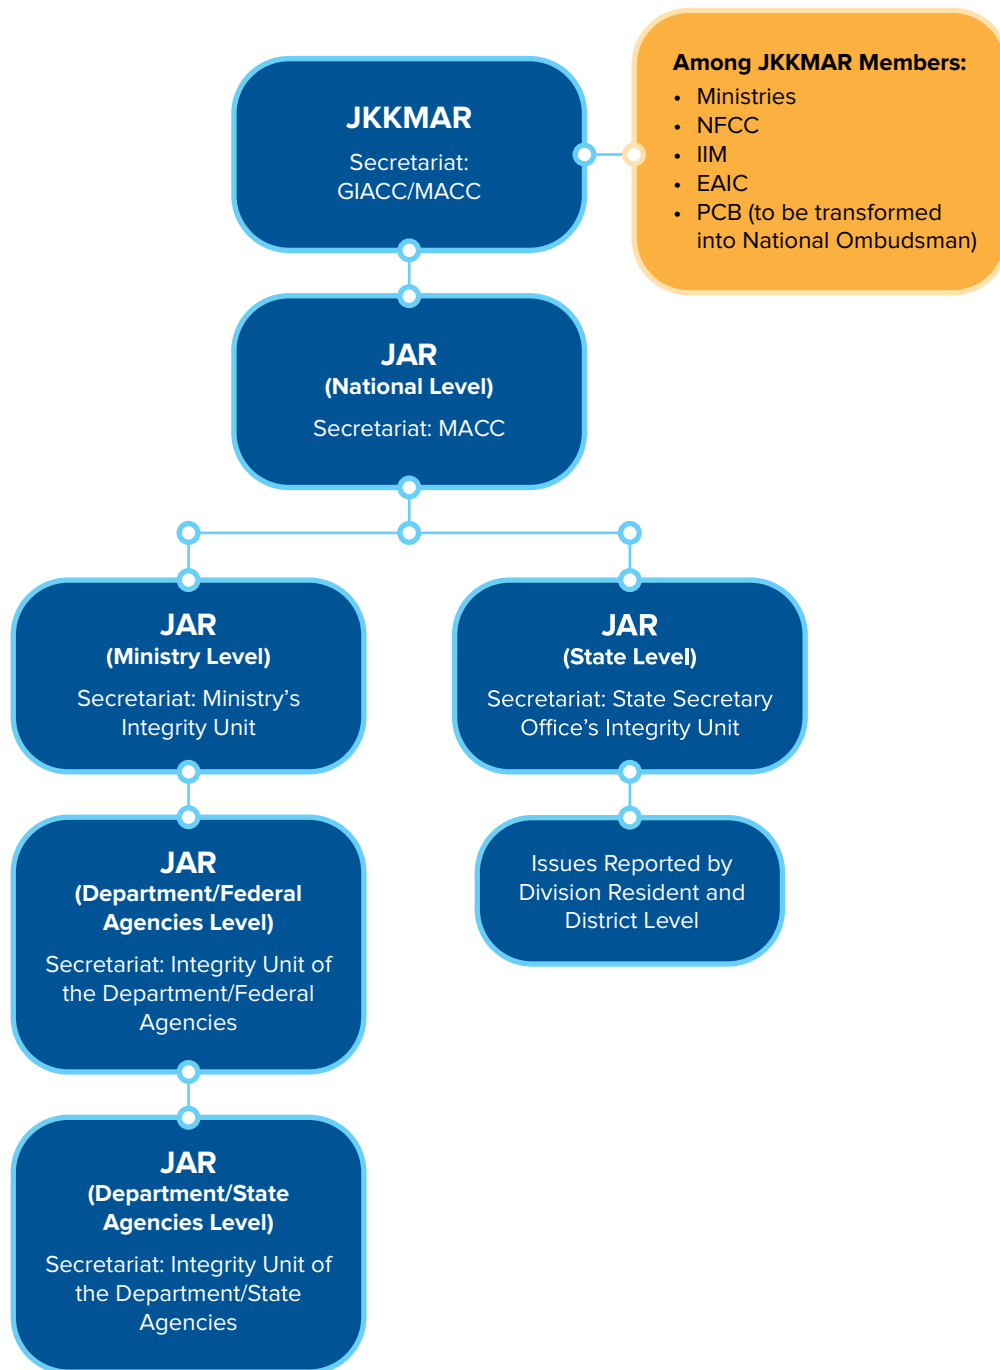 JKKMAR
Secretariat:
GIACC/MACC
Among JKKMAR Members:
• Ministries
• NFCC
• IIM
• EAIC
• PCB (to be transformed
into National Ombudsman)
JAR
(National Level)
Secretariat: MACC
JAR
(Ministry Level)
Secretariat: Ministry’s
Integrity Unit
JAR
(State Level)
Secretariat: State Secretary
Office’s Integrity Unit
JAR
(Department/Federal
Agencies Level)
Secretariat: Integrity Unit of
the Department/Federal
Agencies
Issues Reported by
Division Resident and
District Level
JAR
(Department/State
Agencies Level)
Secretariat: Integrity Unit of
the Department/State
Agencies